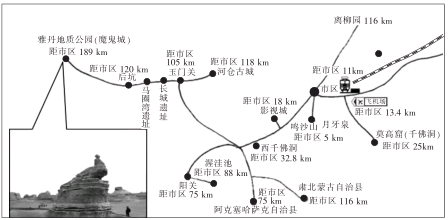 离柳园 116 km
雅丹地质公园(魔鬼城)
距市区 189 km
距市区
105 km
玉门关
距市区 118 km
河仓古城
距市区 120 km
后坑
马圈湾遗址
长城遗址
距市区 11km
市区
飞机场
距市区 13.4 km
距市区 18 km
影视城
鸣沙山
月牙泉
距市区 5 km
莫高窟(千佛洞)
距市区 25km
西千佛洞
距市区 32.8 km
渥洼池
距市区 88 km
阳关
距市区 75 km
距市区
75 km
阿克塞哈萨克自治县
肃北蒙古自治县
距市区 116 km